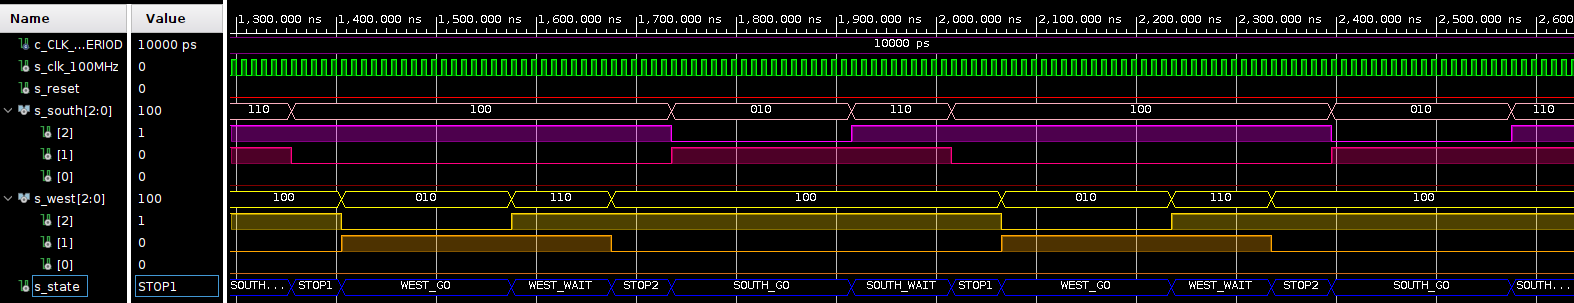 Name Value 1,300.000 ns 1,400.000 ns 1,500.000 ns 1,600.000 ns 1,700.000 ns 1,800.000 ns 1,900.000 ns 2,000.000 ns 2,100.000 ns 2,200.000 ns 2,300.000 ns 2,400.000 ns 2,500.000 ns 2,600
c_CLK_...ERIOD 10000 ps 10000 ps
s_clk_100MHz 0
s_reset 0
s_south[2:0] 100 110 100 010 110 100 010 110
[2] 1
[1] 0
[0] 0
s_west[2:0] 100 100 010 110 100 010 110 100
[2] 1
[1] 0
[0] 0
s_state STOP1 SOUTH... STOP1 WEST_GO WEST_WAIT STOP2 SOUTH_GO SOUTH_WAIT STOP1 WEST_GO WEST_WAIT STOP2 SOUTH_GO SOUTH...